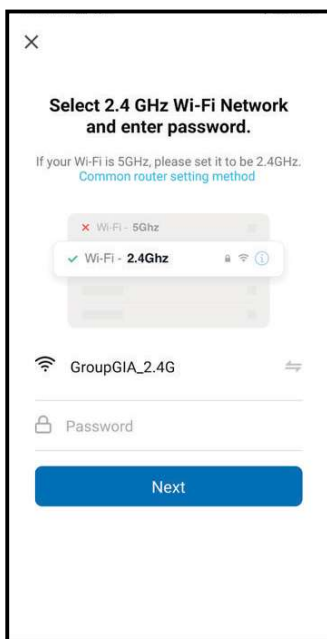 Select 2.4 GHz Wi-Fi Network
and enter password.
If your Wi-Fi is 5GHz, please set it to be 2.4GHz.
Common router setting method
Wi-Fi - 5Ghz
Wi-Fi - 2.4Ghz
GroupGIA_2.4G
Password
Next